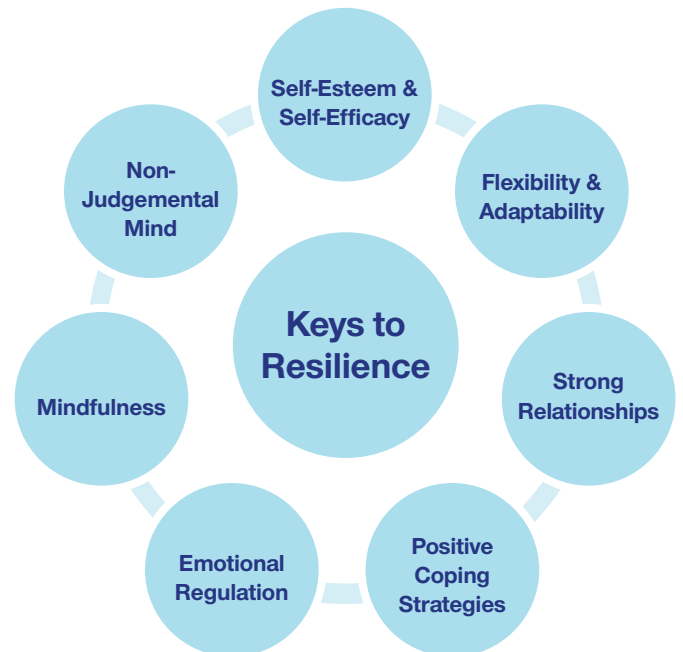 Keys to
Resilience
Self-Esteem &
Self-Efficacy
Flexibility &
Adaptability
Strong
Relationships
Positive
Coping
Strategies
Emotional
Regulation
Mindfulness
Non-
Judgemental
Mind